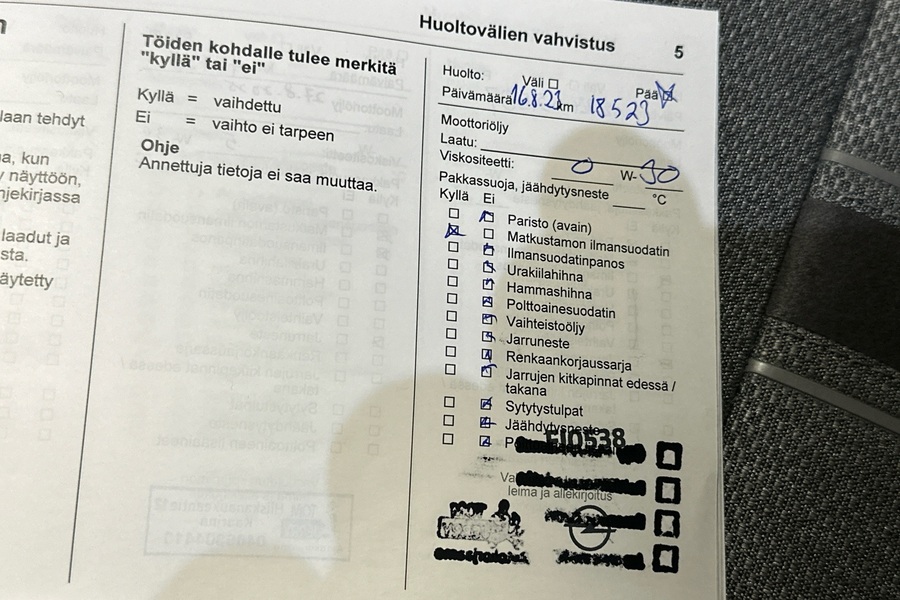 laan tehdyt
a, kun
näyttöön,
njekirjassa
laadut ja
sta.
äytetty
Töiden kohdalle tulee merkitä
"kyllä" tai "ei"
Kyllä = vaihdettu
Ei = vaihto ei tarpeen
Ohje
Annettuja tietoja ei saa muuttaa.
Huoltovälien vahvistus 5
Huolto: Väli Pää
Päivämäärä 16.8.23 km 18523
Moottoriöljy
Laatu:
Viskositeetti: 0 W-30
Pakkassuoja, jäähdytysneste °C
Kyllä Ei
Paristo (avain)
Matkustamon ilmansuodatin
Ilmansuodatinpanos
Urakiilahihna
Hammashihna
Polttoainesuodatin
Vaihteistoöljy
Jarruneste
Renkaankorjaussarja
Jarrujen kitkapinnat edessä /
takana
Sytytystulpat
Jäähdytysneste
FI0538
leima ja allekirjoitus